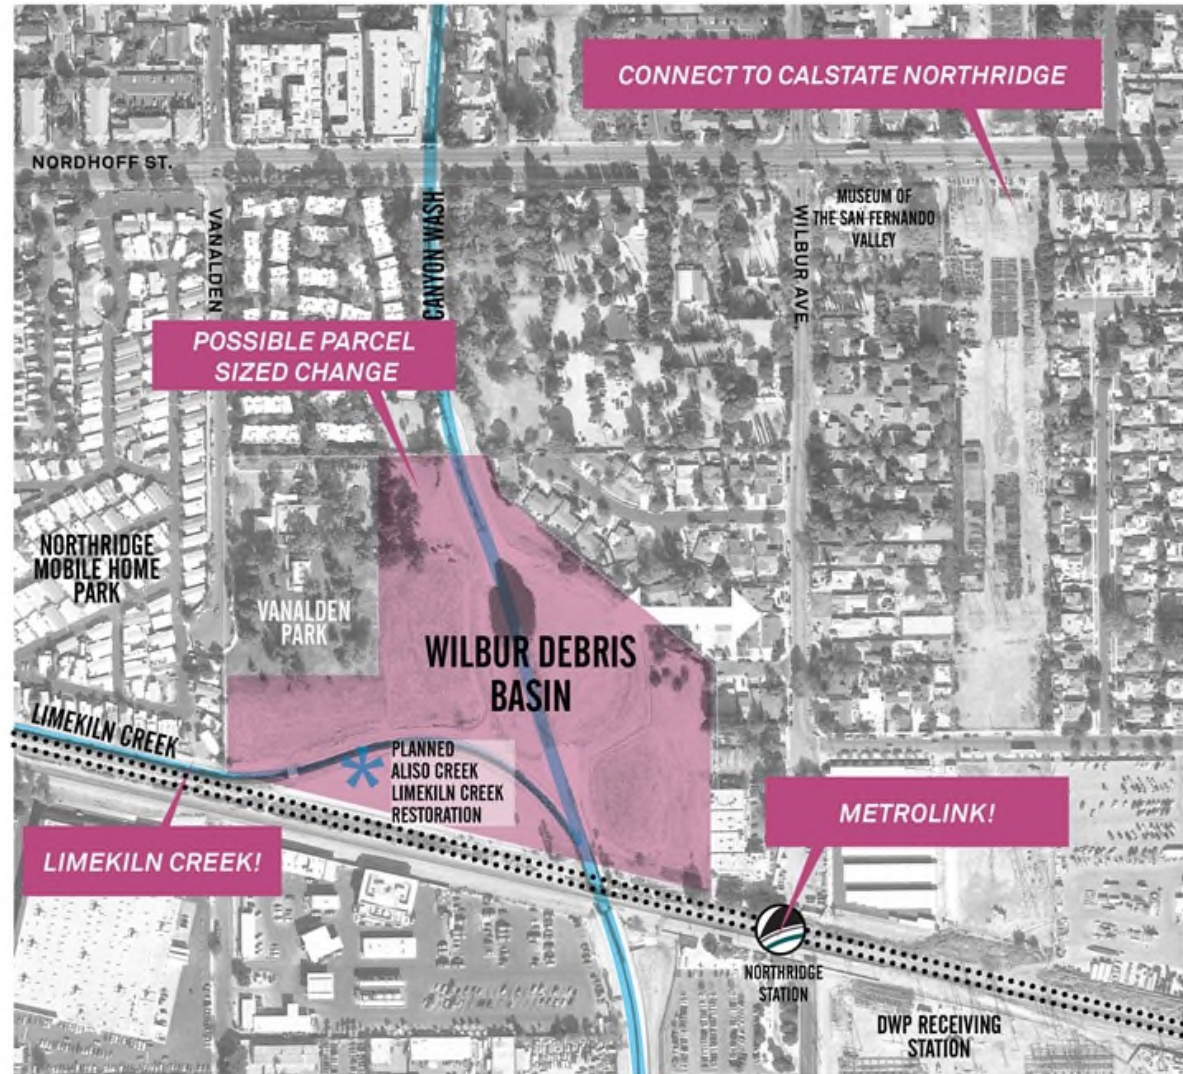 CONNECT TO CALSTATE NORTHRIDGE
NORDHOFF ST.
VANALDEN
CANYON WASH
WILBUR AVE.
MUSEUM OF
THE SAN FERNANDO
VALLEY
POSSIBLE PARCEL
SIZED CHANGE
NORTHRIDGE
MOBILE HOME
PARK
VANALDEN
PARK
WILBUR DEBRIS
BASIN
LIMEKILN CREEK
PLANNED
ALISO CREEK
LIMEKILN CREEK
RESTORATION
METROLINK!
LIMEKILN CREEK!
NORTHRIDGE
STATION
DWP RECEIVING
STATION